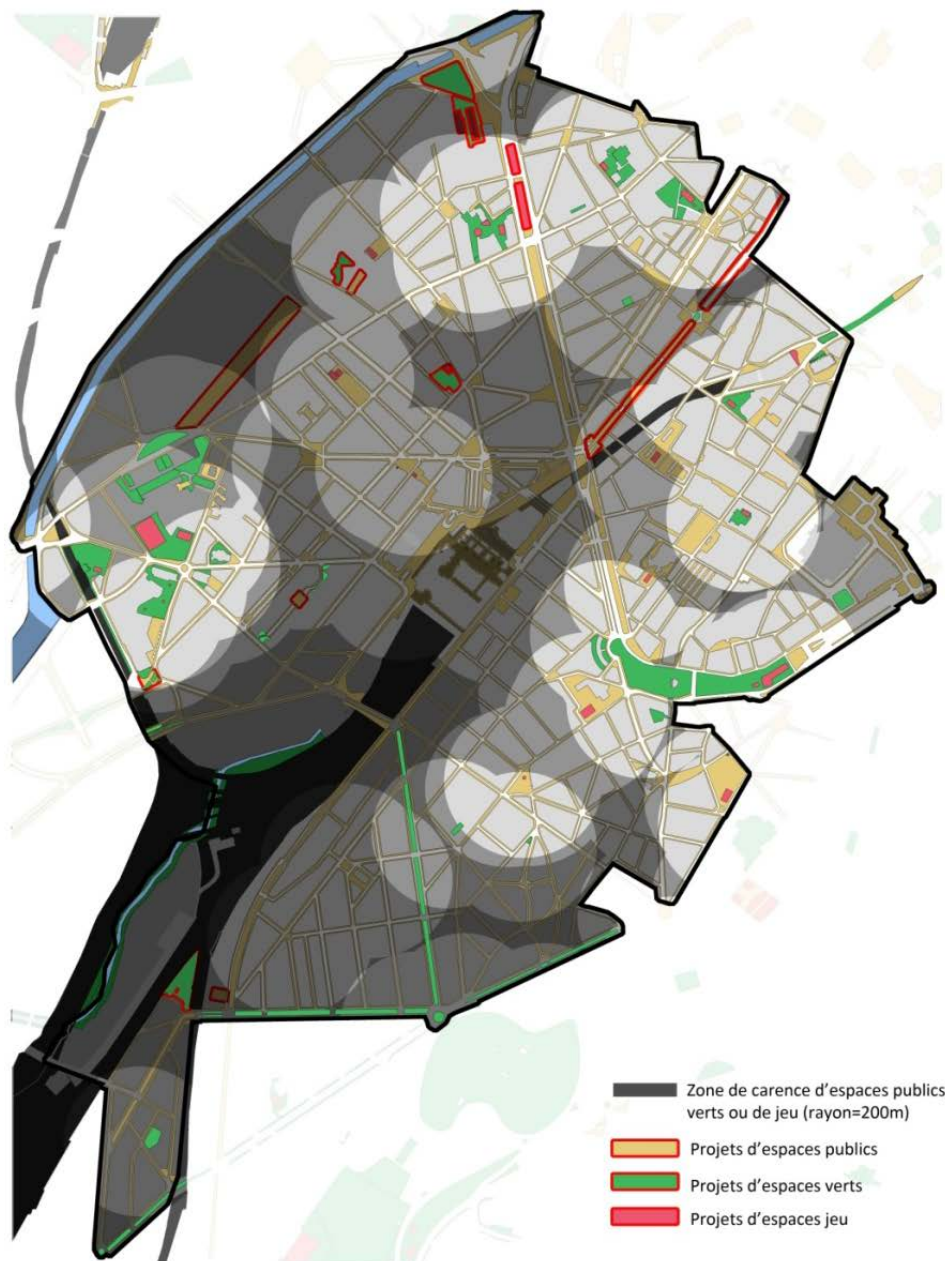 Zone de carence d'espaces publics
verts ou de jeu (rayon=200m)
Projets d'espaces publics
Projets d'espaces verts
Projets d'espaces jeu